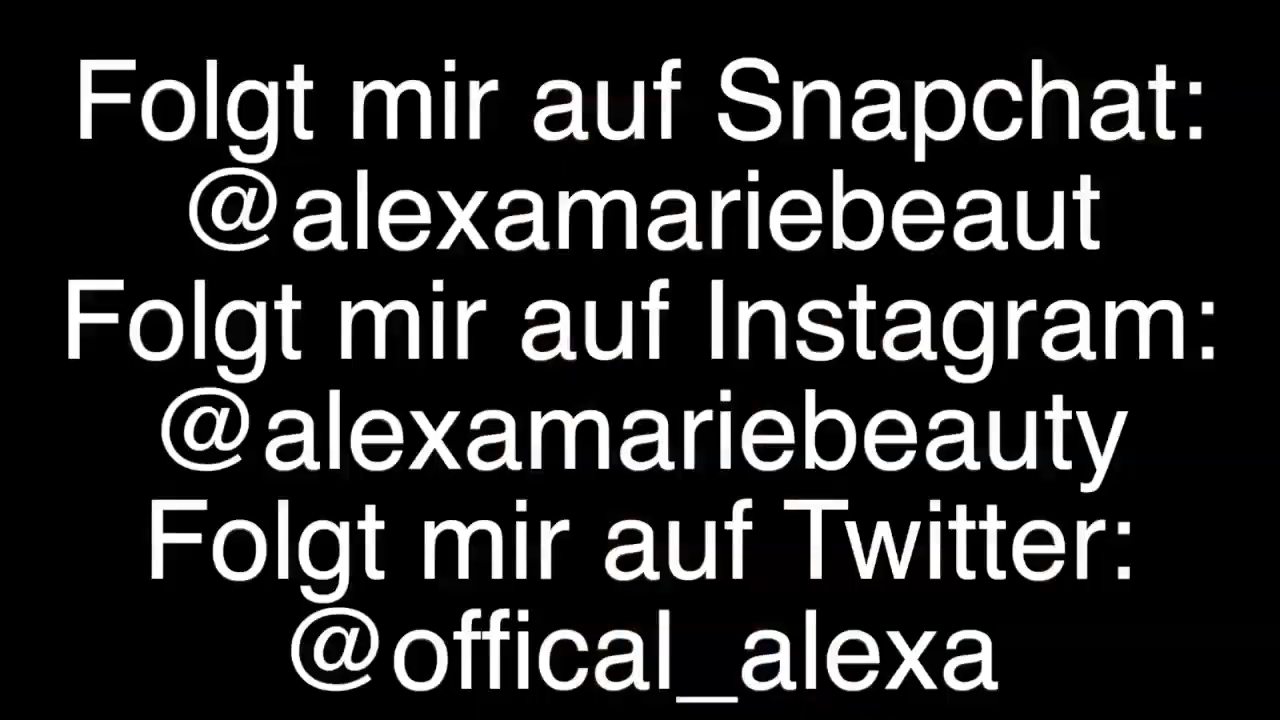 Folgt mir auf Snapchat:
@alexamariebeaut
Folgt mir auf Instagram:
@alexamariebeauty
Folgt mir auf Twitter:
@offical_alexa